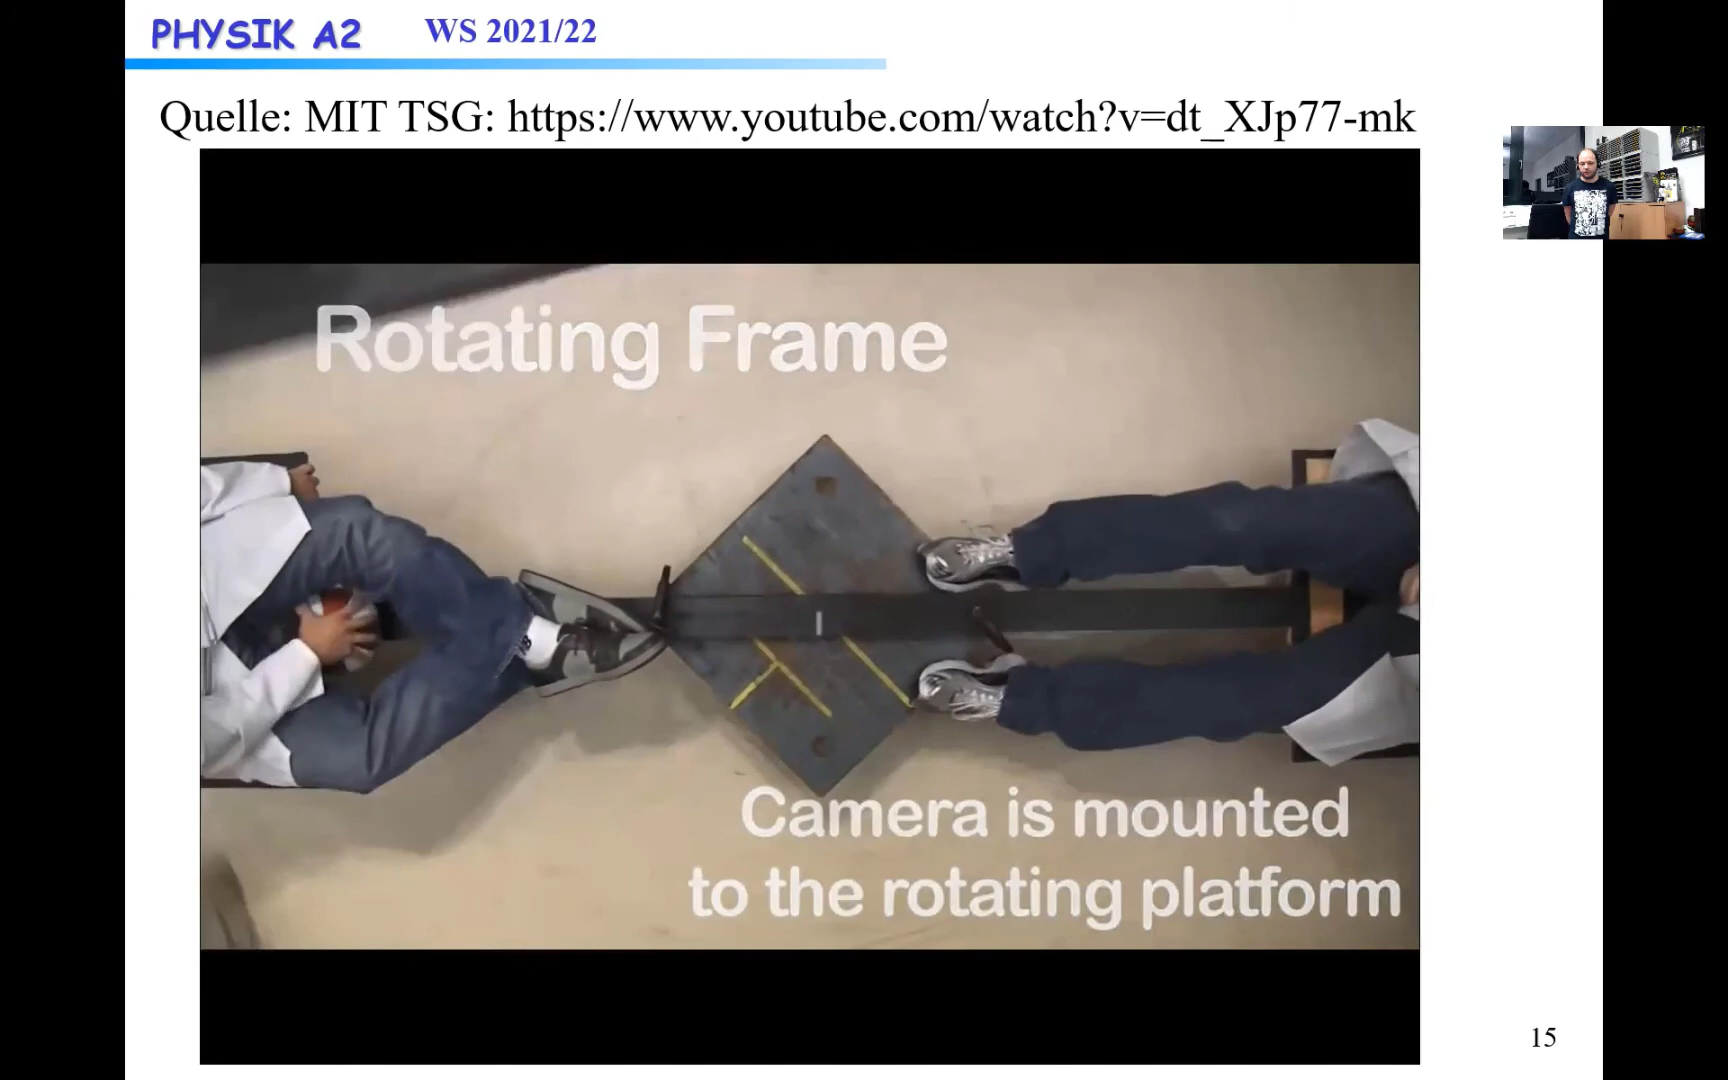 PHYSIK A2 WS 2021/22
Quelle: MIT TSG: https://www.youtube.com/watch?v=dt_XJp77-mk
Rotating Frame
Camera is mounted
to the rotating platform
15